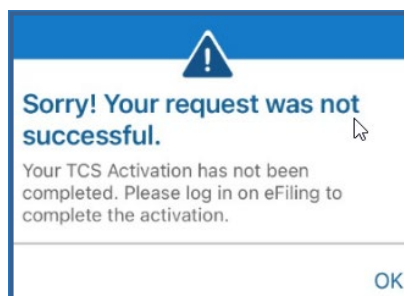 Sorry! Your request was not
successful.
Your TCS Activation has not been
completed. Please log in on eFiling to
complete the activation.
OK